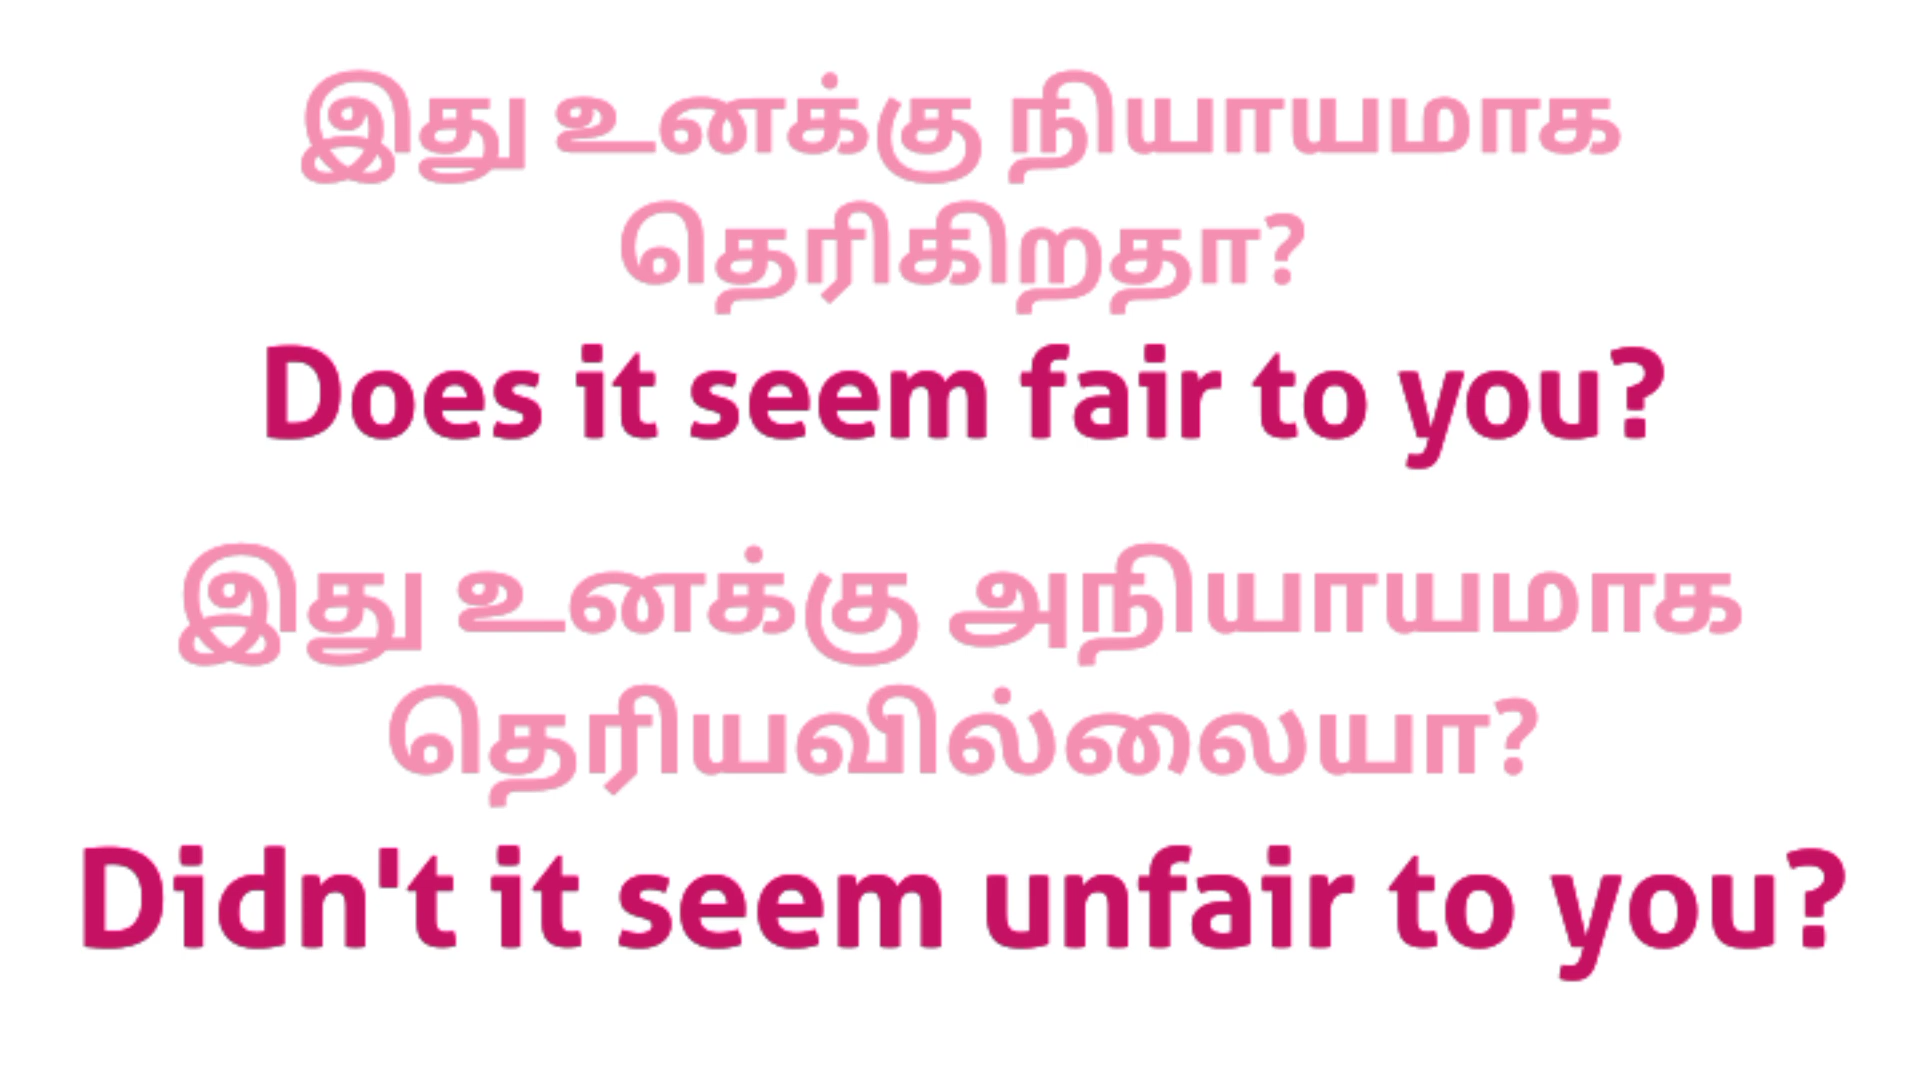 இது உனக்கு நியாயமாக
தெரிகிறதா?
Does it seem fair to you?
இது உனக்கு அநியாயமாக
தெரியவில்லையா?
Didn't it seem unfair to you?